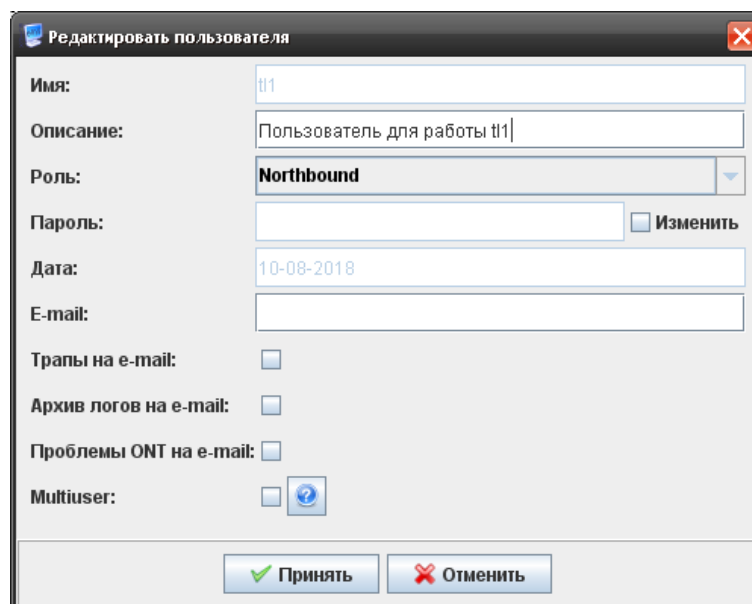 Редактировать пользователя
Имя: tl1
Описание: Пользователь для работы tl1
Роль: Northbound
Пароль: Изменить
Дата: 10-08-2018
E-mail:
Трапы на e-mail:
Архив логов на e-mail:
Проблемы ONT на e-mail:
Multiuser: ?
Принять Отменить